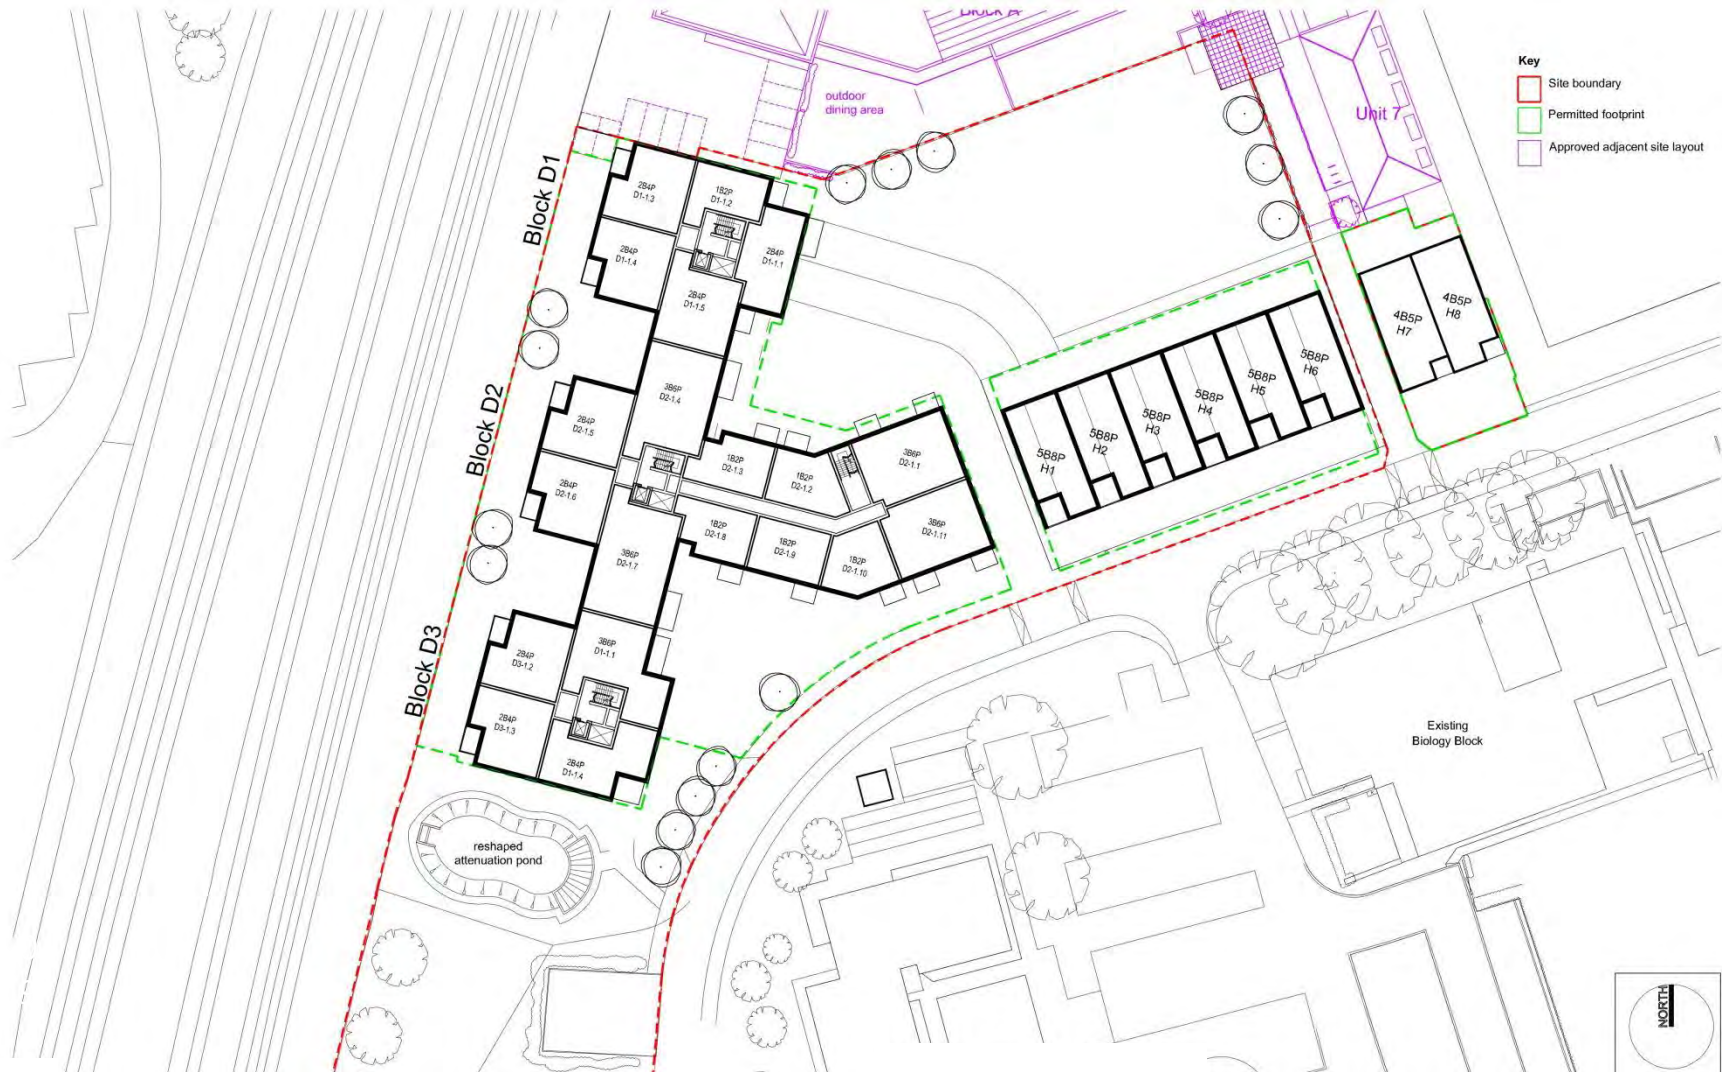 Block A
outdoor
dining area
Unit 7
Key
Site boundary
Permitted footprint
Approved adjacent site layout
Block D1
2B4P
D1-1.3
1B2P
D1-1.2
2B4P
D1-1.4
2B4P
D1-1.1
2B4P
D1-1.5
4B5P
H7
4B5P
H8
Block D2
3B6P
D2-1.4
2B4P
D2-1.5
2B4P
D2-1.6
1B2P
D2-1.3
1B2P
D2-1.2
3B6P
D2-1.1
5B8P
H1
5B8P
H2
5B8P
H3
5B8P
H4
5B8P
H5
5B8P
H6
3B6P
D2-1.7
1B2P
D2-1.8
1B2P
D2-1.9
1B2P
D2-1.10
3B6P
D2-1.11
Block D3
2B4P
D3-1.2
3B6P
D1-1.1
2B4P
D3-1.3
2B4P
D1-1.4
Existing
Biology Block
reshaped
attenuation pond
NORTH